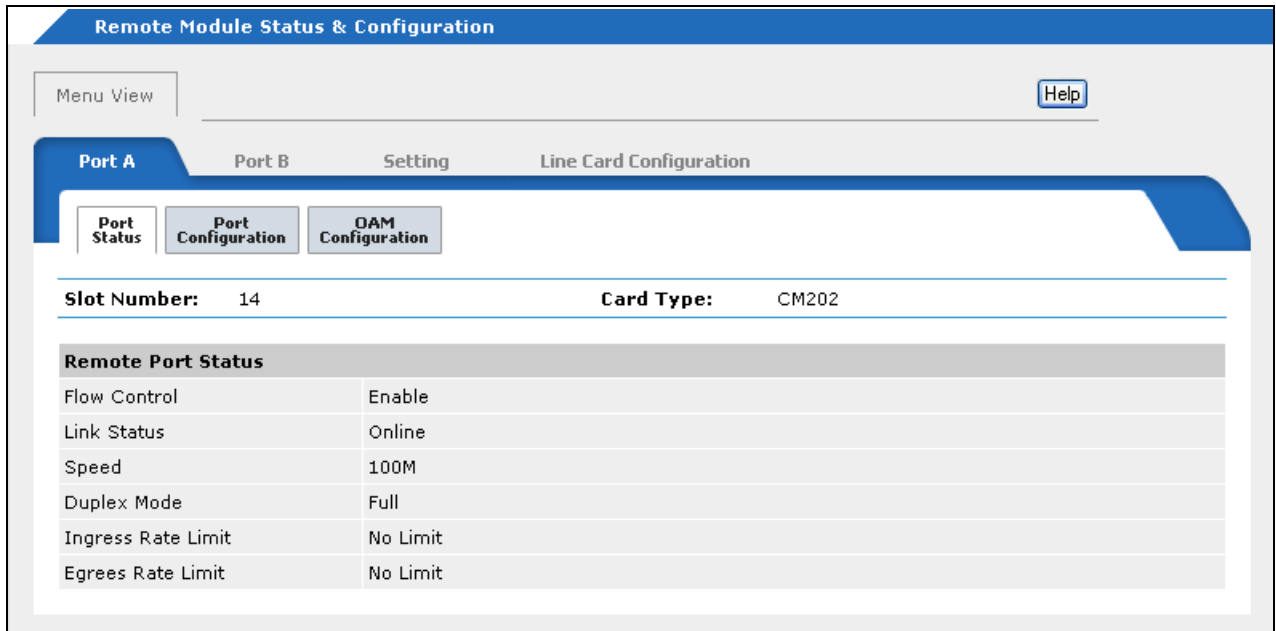 Remote Module Status & Configuration
Menu View
Help
Port A Port B Setting Line Card Configuration
Port Status Port Configuration OAM Configuration
Slot Number: 14 Card Type: CM202
Remote Port Status
Flow Control Enable
Link Status Online
Speed 100M
Duplex Mode Full
Ingress Rate Limit No Limit
Egrees Rate Limit No Limit